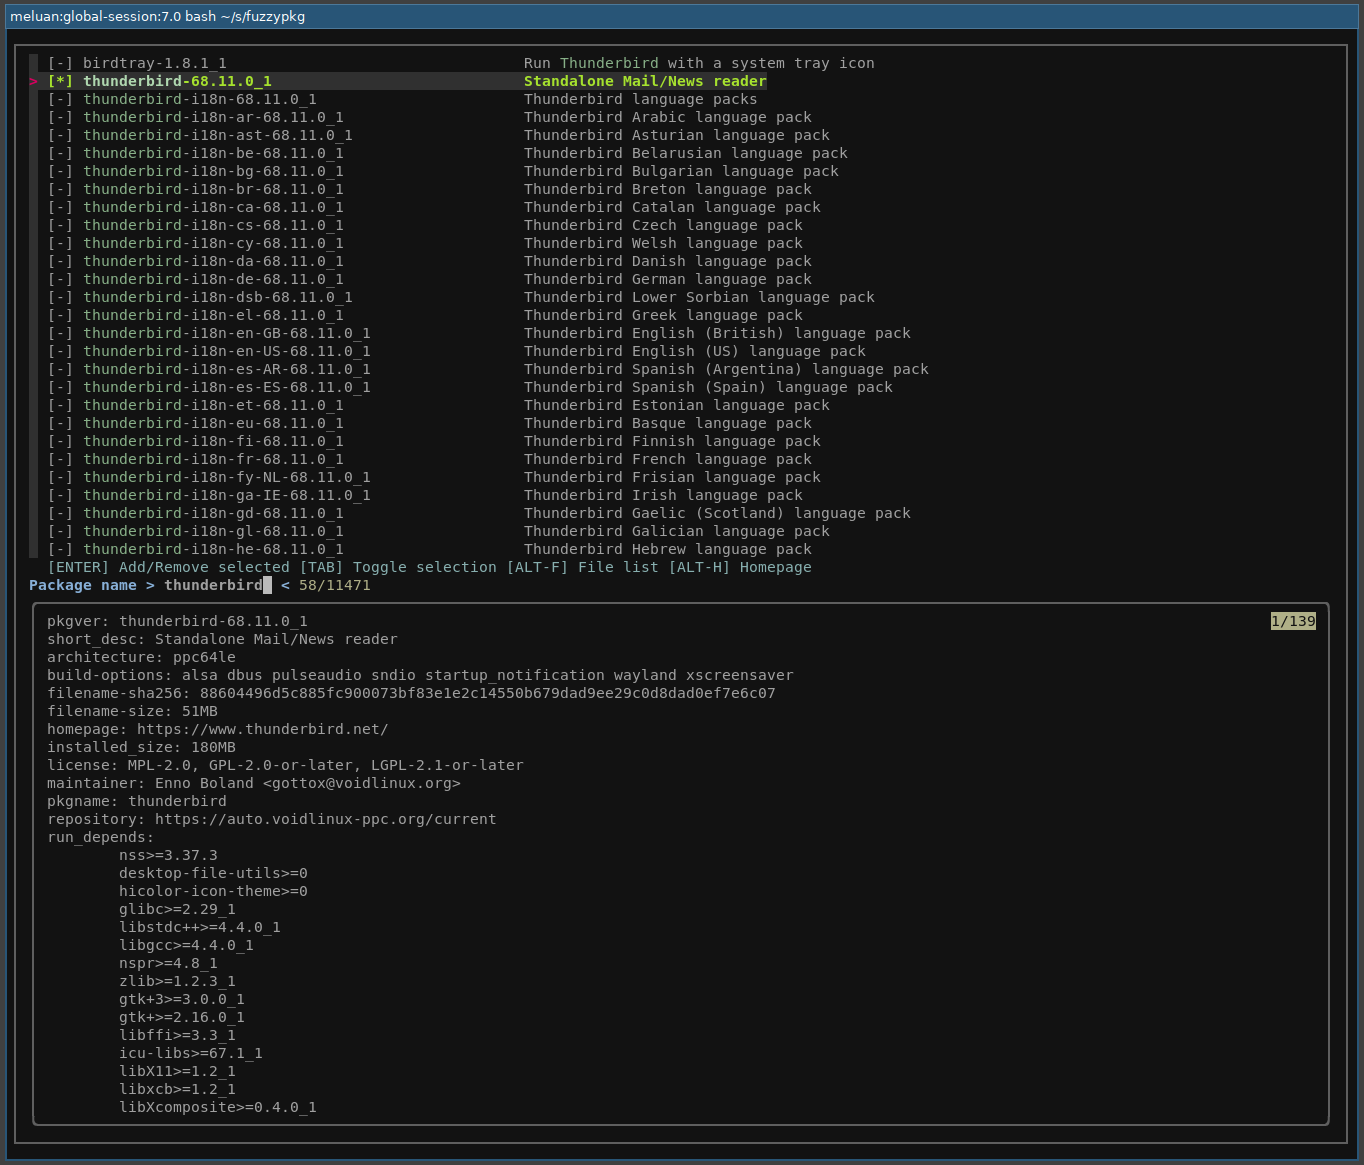 meluan:global-session:7.0 bash ~/s/fuzzypkg
[-] birdtray-1.8.1_1 Run Thunderbird with a system tray icon
> [*] thunderbird-68.11.0_1 Standalone Mail/News reader
[-] thunderbird-i18n-68.11.0_1 Thunderbird language packs
[-] thunderbird-i18n-ar-68.11.0_1 Thunderbird Arabic language pack
[-] thunderbird-i18n-ast-68.11.0_1 Thunderbird Asturian language pack
[-] thunderbird-i18n-be-68.11.0_1 Thunderbird Belarusian language pack
[-] thunderbird-i18n-bg-68.11.0_1 Thunderbird Bulgarian language pack
[-] thunderbird-i18n-br-68.11.0_1 Thunderbird Breton language pack
[-] thunderbird-i18n-ca-68.11.0_1 Thunderbird Catalan language pack
[-] thunderbird-i18n-cs-68.11.0_1 Thunderbird Czech language pack
[-] thunderbird-i18n-cy-68.11.0_1 Thunderbird Welsh language pack
[-] thunderbird-i18n-da-68.11.0_1 Thunderbird Danish language pack
[-] thunderbird-i18n-de-68.11.0_1 Thunderbird German language pack
[-] thunderbird-i18n-dsb-68.11.0_1 Thunderbird Lower Sorbian language pack
[-] thunderbird-i18n-el-68.11.0_1 Thunderbird Greek language pack
[-] thunderbird-i18n-en-GB-68.11.0_1 Thunderbird English (British) language pack
[-] thunderbird-i18n-en-US-68.11.0_1 Thunderbird English (US) language pack
[-] thunderbird-i18n-es-AR-68.11.0_1 Thunderbird Spanish (Argentina) language pack
[-] thunderbird-i18n-es-ES-68.11.0_1 Thunderbird Spanish (Spain) language pack
[-] thunderbird-i18n-et-68.11.0_1 Thunderbird Estonian language pack
[-] thunderbird-i18n-eu-68.11.0_1 Thunderbird Basque language pack
[-] thunderbird-i18n-fi-68.11.0_1 Thunderbird Finnish language pack
[-] thunderbird-i18n-fr-68.11.0_1 Thunderbird French language pack
[-] thunderbird-i18n-fy-NL-68.11.0_1 Thunderbird Frisian language pack
[-] thunderbird-i18n-ga-IE-68.11.0_1 Thunderbird Irish language pack
[-] thunderbird-i18n-gd-68.11.0_1 Thunderbird Gaelic (Scotland) language pack
[-] thunderbird-i18n-gl-68.11.0_1 Thunderbird Galician language pack
[-] thunderbird-i18n-he-68.11.0_1 Thunderbird Hebrew language pack
[ENTER] Add/Remove selected [TAB] Toggle selection [ALT-F] File list [ALT-H] Homepage
Package name > thunderbird < 58/11471
pkgver: thunderbird-68.11.0_1 1/139
short_desc: Standalone Mail/News reader
architecture: ppc64le
build-options: alsa dbus pulseaudio sndio startup_notification wayland xscreensaver
filename-sha256: 88604496d5c885fc900073bf83e1e2c14550b679dad9ee29c0d8dad0ef7e6c07
filename-size: 51MB
homepage: https://www.thunderbird.net/
installed_size: 180MB
license: MPL-2.0, GPL-2.0-or-later, LGPL-2.1-or-later
maintainer: Enno Boland <gottox@voidlinux.org>
pkgname: thunderbird
repository: https://auto.voidlinux-ppc.org/current
run_depends:
nss>=3.37.3
desktop-file-utils>=0
hicolor-icon-theme>=0
glibc>=2.29_1
libstdc++>=4.4.0_1
libgcc>=4.4.0_1
nspr>=4.8_1
zlib>=1.2.3_1
gtk+3>=3.0.0_1
gtk+>=2.16.0_1
libffi>=3.3_1
icu-libs>=67.1_1
libX11>=1.2_1
libxcb>=1.2_1
libXcomposite>=0.4.0_1